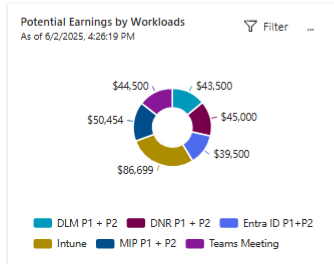 Potential Earnings by Workloads
As of 6/2/2025, 4:26:19 PM
Filter ...
$44,500 $43,500
$50,454 $45,000
$39,500
$86,699
DLM P1 + P2 DNR P1 + P2 Entra ID P1+P2
Intune MIP P1 + P2 Teams Meeting